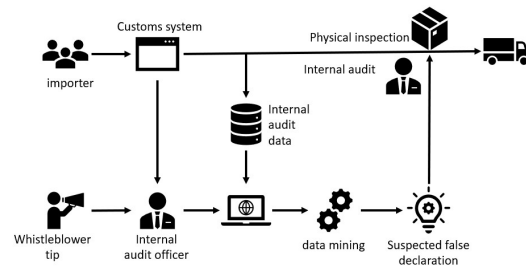 Customs system
Physical inspection
importer
Internal audit
Internal
audit
data
Whistleblower
tip
Internal
audit officer
data mining
Suspected false
declaration